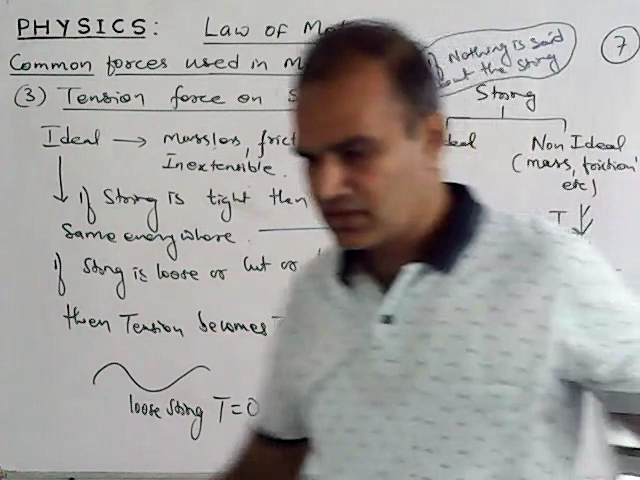 PHYSICS: Law of Mot
Common forces used in M
(3) Tension force on S
Ideal → Massless, frict
Inextensible.
↓ if String is tight then
Same everywhere.
if String is loose or Cut or
then Tension becomes
loose string T=0
Nothing is said
out the String
7
String
deal
Non Ideal
(mass, friction
etc)
T